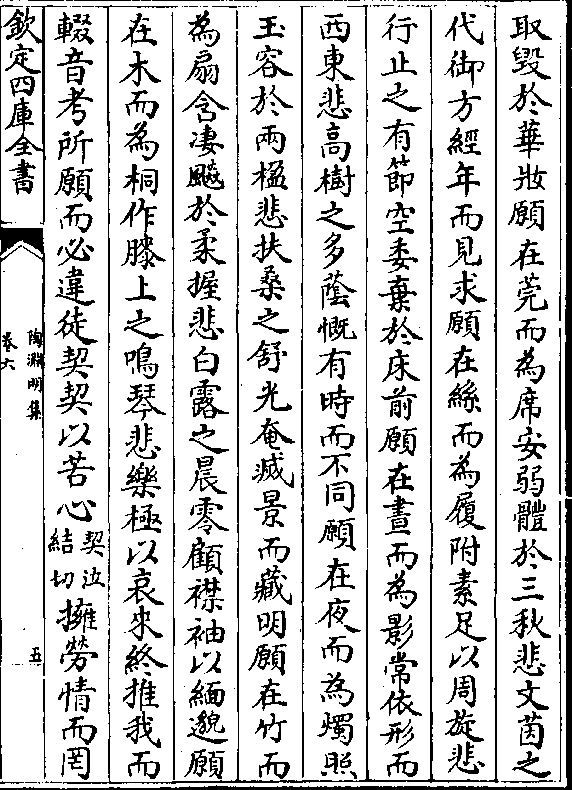 取毀於華妝願在莞而為席安弱體於三秋悲文茵之
代御方經年而見求願在絲而為履附素足以周旋悲
行止之有節空委棄於床前願在晝而為影常依形而
西東悲高樹之多蔭慨有時而不同願在夜而為燭照
玉容於兩楹悲扶桑之舒光奄滅景而藏明願在竹而
為扇含凄飈於柔握悲白露之晨零顧襟袖以緬邈願
在木而為桐作膝上之鳴琴悲樂極以哀來終推我而
輟音考所願而必違徒契契以苦心契泣結切擁勞情而罔
欽定四庫全書
陶淵明集
卷六
五